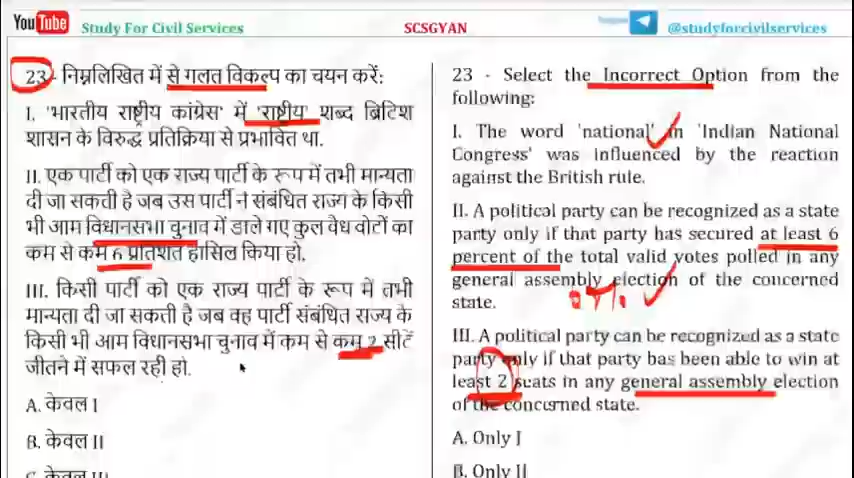 You Tube Study For Civil Services SCSGYAN @studyforcivilservices
23 - निम्नलिखित में से गलत विकल्प का चयन करें:
I. 'भारतीय राष्ट्रीय कांग्रेस' में 'राष्ट्रीय' शब्द ब्रिटिश
शासन के विरुद्ध प्रतिक्रिया से प्रभावित था.
II. एक पार्टी को एक राज्य पार्टी के रूप में तभी मान्यता
दी जा सकती है जब उस पार्टी ने संबंधित राज्य के किसी
भी आम विधानसभा चुनाव में डाले गए कुल वैध वोटों का
कम से कम 6 प्रतिशत हासिल किया हो.
III. किसी पार्टी को एक राज्य पार्टी के रूप में तभी
मान्यता दी जा सकती है जब वह पार्टी संबंधित राज्य के
किसी भी आम विधानसभा चुनाव में कम से कम 2 सीटें
जीतने में सफल रही हो.
A. केवल I
B. केवल II
C. केवल III
23 - Select the Incorrect Option from the
following:
I. The word 'national' in 'Indian National
Congress' was influenced by the reaction
against the British rule.
II. A political party can be recognized as a state
party only if that party has secured at least 6
percent of the total valid votes polled in any
general assembly election of the concerned
state.
III. A political party can be recognized as a state
party only if that party has been able to win at
least 2 seats in any general assembly election
of the concerned state.
A. Only I
B. Only II